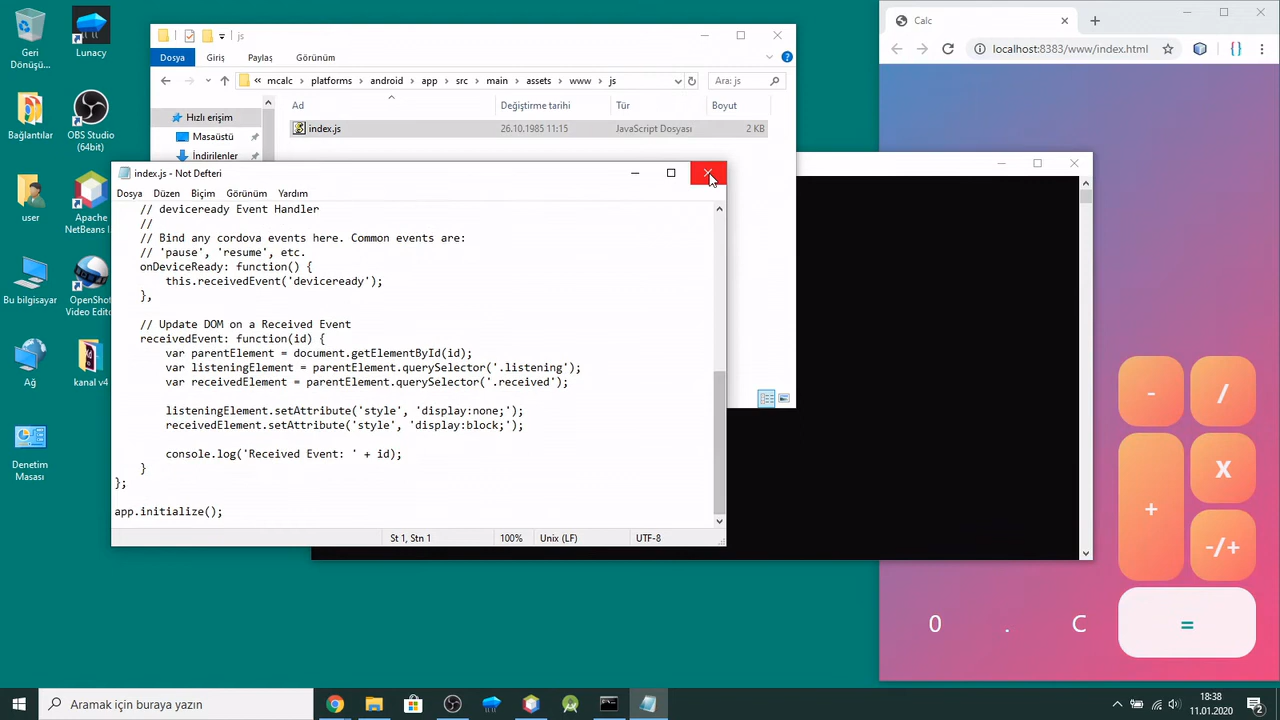 Geri
Dönüşü...
Lunacy
Bağlantılar
OBS Studio
(64bit)
user
Apache
NetBeans I
Bu bilgisayar
OpenShot
Video Edito
Ağ
kanal v4
Denetim
Masası
js
Dosya Giriş Paylaş Görünüm
« mcalc › platforms › android › app › src › main › assets › www › js
Ara: js
Ad Değiştirme tarihi Tür Boyut
Hızlı erişim
index.js 26.10.1985 11:15 JavaScript Dosyası 2 KB
Masaüstü
İndirilenler
index.js - Not Defteri
Dosya Düzen Biçim Görünüm Yardım
// deviceready Event Handler
//
// Bind any cordova events here. Common events are:
// 'pause', 'resume', etc.
onDeviceReady: function() {
this.receivedEvent('deviceready');
},
// Update DOM on a Received Event
receivedEvent: function(id) {
var parentElement = document.getElementById(id);
var listeningElement = parentElement.querySelector('.listening');
var receivedElement = parentElement.querySelector('.received');
listeningElement.setAttribute('style', 'display:none;');
receivedElement.setAttribute('style', 'display:block;');
console.log('Received Event: ' + id);
}
};
app.initialize();
St 1, Stn 1 100% Unix (LF) UTF-8
Calc
localhost:8383/www/index.html
- /
+ X
-/+
0 . C =
Aramak için buraya yazın
18:38
11.01.2020
2